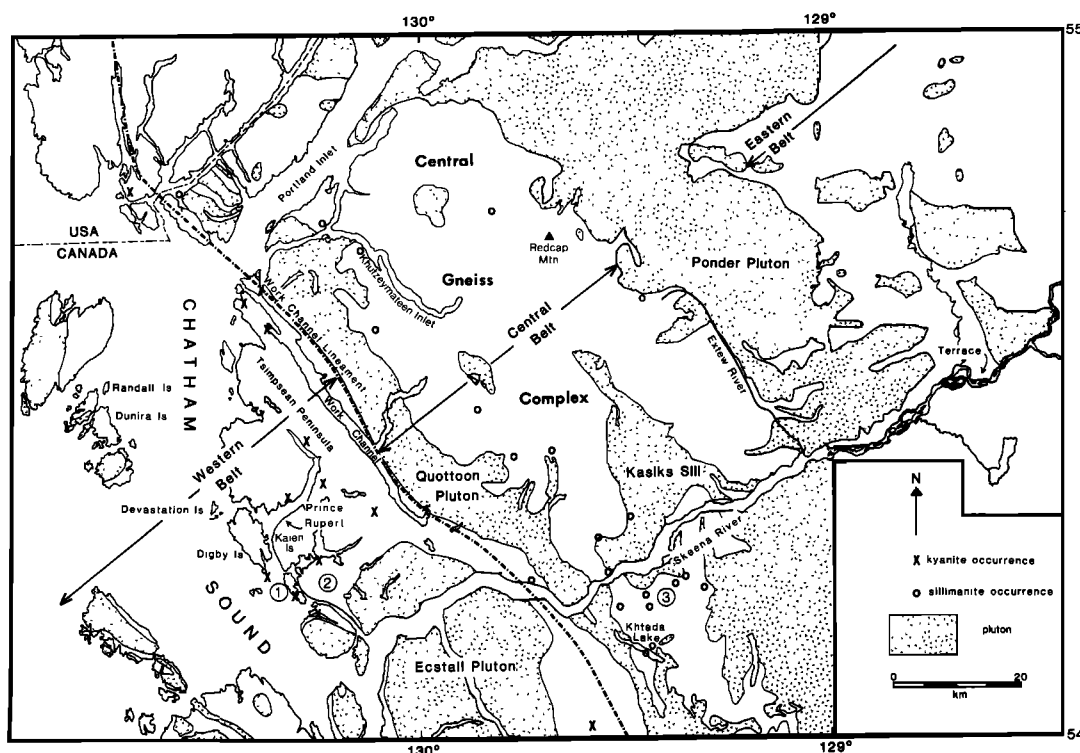 130°
129°
55
Eastern
Belt
Central
Portland Inlet
USA
CANADA
Redcap
Mtn
Ponder Pluton
Gneiss
Khutzeymateen Inlet
Work Channel Lineament
Central
Belt
CHATHAM
Exfew River
Terrace
Tsimpsean Peninsula
Randall Is
Dunira Is
Complex
Work Channel
Western
Belt
Quottoon
Pluton
Kasiks Sill
N
Devastation Is
Prince
Rupert
Kaien
Is
Skeena River
Digby Is
x kyanite occurrence
1
2
3
o sillimanite occurrence
SOUND
Khtada
Lake
pluton
Ecstall Pluton
0 20
km
130°
129°
54